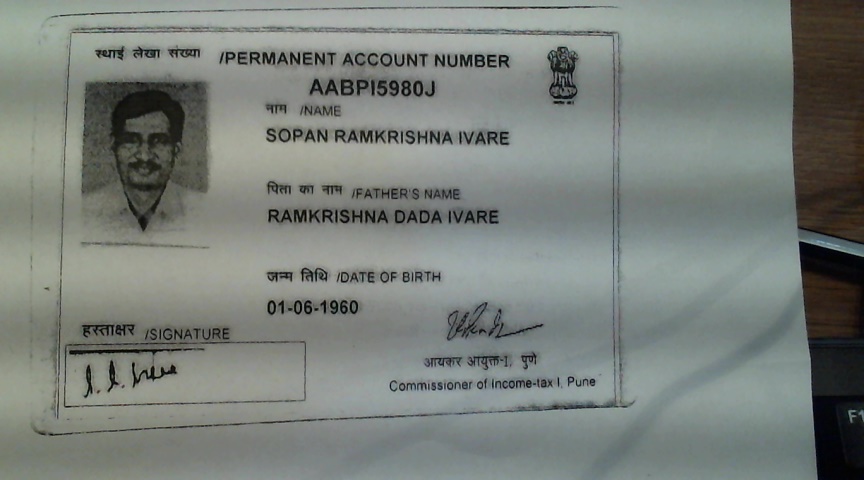 स्थाई लेखा संख्या /PERMANENT ACCOUNT NUMBER
AABPI5980J
नाम /NAME
SOPAN RAMKRISHNA IVARE
पिता का नाम /FATHER'S NAME
RAMKRISHNA DADA IVARE
जन्म तिथि /DATE OF BIRTH
01-06-1960
हस्ताक्षर /SIGNATURE
आयकर आयुक्त-I, पुणे
Commissioner of Income-tax I, Pune
F1